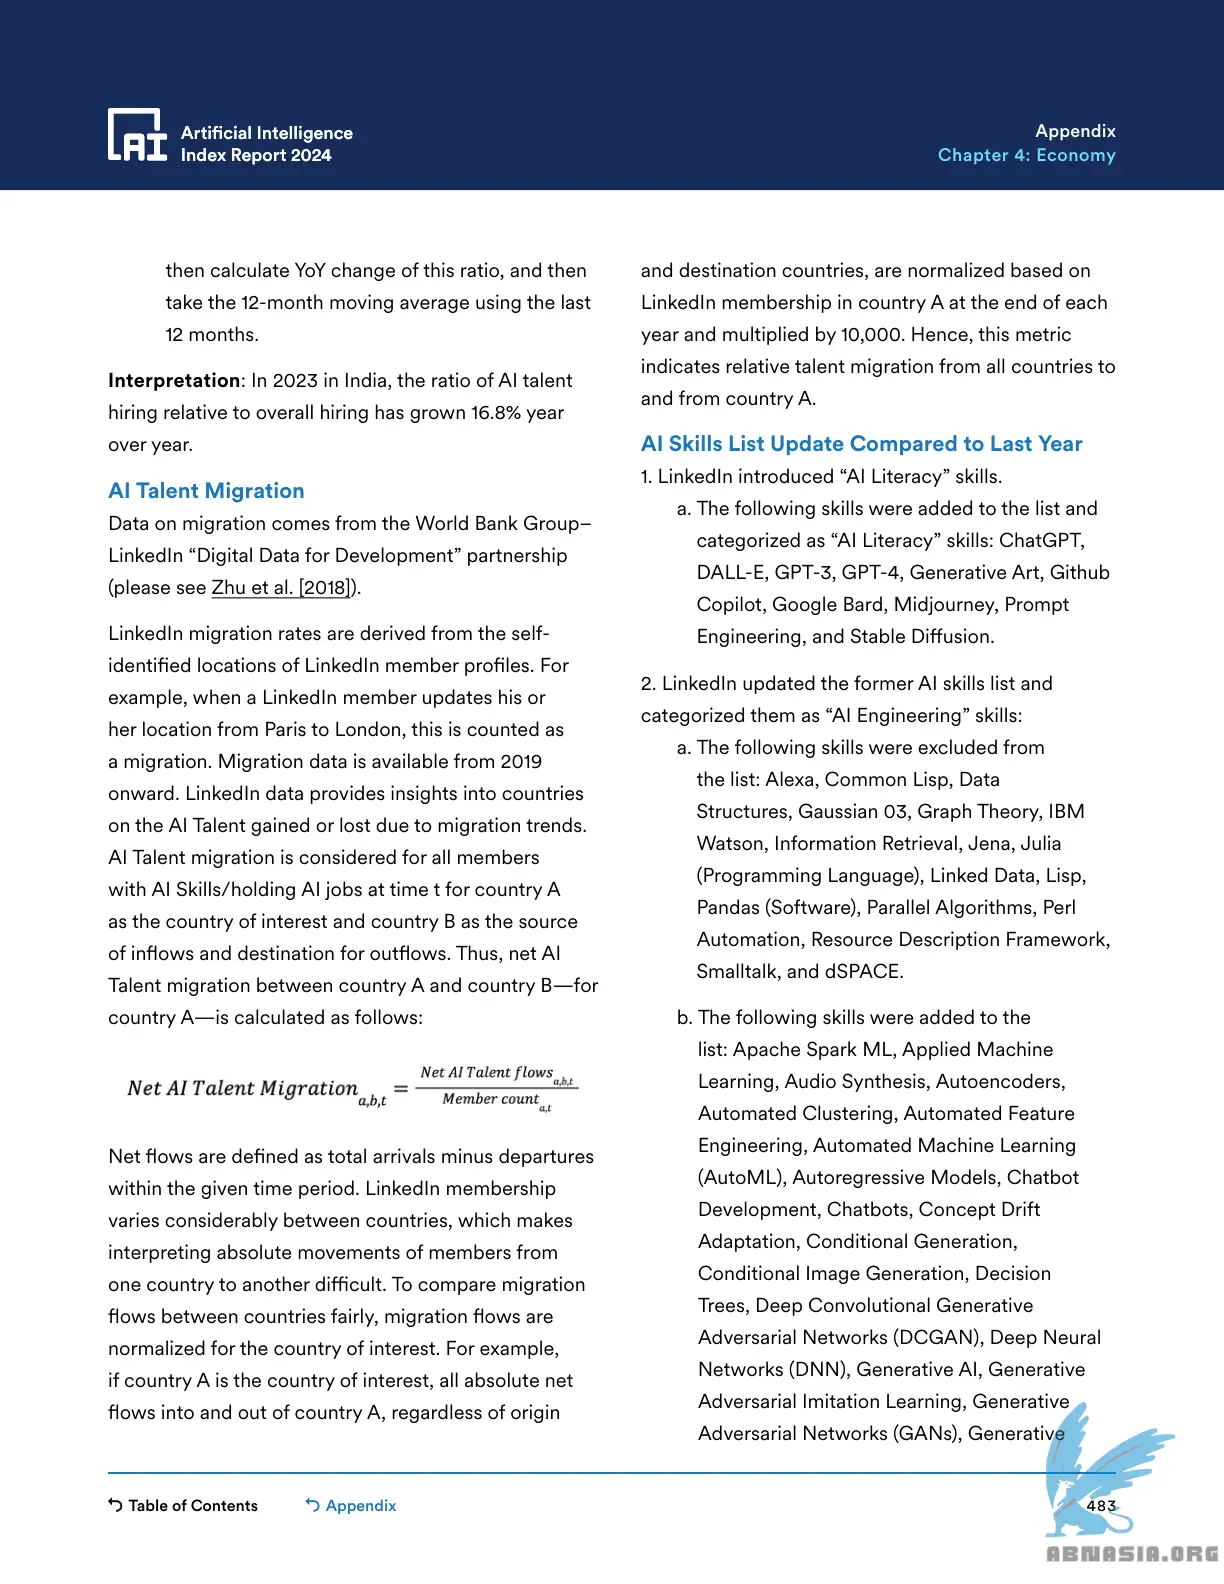 Artificial Intelligence
Index Report 2024
Appendix
Chapter 4: Economy
then calculate YoY change of this ratio, and then
take the 12-month moving average using the last
12 months.
Interpretation: In 2023 in India, the ratio of AI talent
hiring relative to overall hiring has grown 16.8% year
over year.
AI Talent Migration
Data on migration comes from the World Bank Group–
LinkedIn “Digital Data for Development” partnership
(please see Zhu et al. [2018]).
LinkedIn migration rates are derived from the self-
identified locations of LinkedIn member profiles. For
example, when a LinkedIn member updates his or
her location from Paris to London, this is counted as
a migration. Migration data is available from 2019
onward. LinkedIn data provides insights into countries
on the AI Talent gained or lost due to migration trends.
AI Talent migration is considered for all members
with AI Skills/holding AI jobs at time t for country A
as the country of interest and country B as the source
of inflows and destination for outflows. Thus, net AI
Talent migration between country A and country B—for
country A—is calculated as follows:
Net AI Talent Migration a,b,t = Net AI Talent flows a,b,t / Member count a,t
Net flows are defined as total arrivals minus departures
within the given time period. LinkedIn membership
varies considerably between countries, which makes
interpreting absolute movements of members from
one country to another difficult. To compare migration
flows between countries fairly, migration flows are
normalized for the country of interest. For example,
if country A is the country of interest, all absolute net
flows into and out of country A, regardless of origin
and destination countries, are normalized based on
LinkedIn membership in country A at the end of each
year and multiplied by 10,000. Hence, this metric
indicates relative talent migration from all countries to
and from country A.
AI Skills List Update Compared to Last Year
1. LinkedIn introduced “AI Literacy” skills.
a. The following skills were added to the list and
categorized as “AI Literacy” skills: ChatGPT,
DALL-E, GPT-3, GPT-4, Generative Art, Github
Copilot, Google Bard, Midjourney, Prompt
Engineering, and Stable Diffusion.
2. LinkedIn updated the former AI skills list and
categorized them as “AI Engineering” skills:
a. The following skills were excluded from
the list: Alexa, Common Lisp, Data
Structures, Gaussian 03, Graph Theory, IBM
Watson, Information Retrieval, Jena, Julia
(Programming Language), Linked Data, Lisp,
Pandas (Software), Parallel Algorithms, Perl
Automation, Resource Description Framework,
Smalltalk, and dSPACE.
b. The following skills were added to the
list: Apache Spark ML, Applied Machine
Learning, Audio Synthesis, Autoencoders,
Automated Clustering, Automated Feature
Engineering, Automated Machine Learning
(AutoML), Autoregressive Models, Chatbot
Development, Chatbots, Concept Drift
Adaptation, Conditional Generation,
Conditional Image Generation, Decision
Trees, Deep Convolutional Generative
Adversarial Networks (DCGAN), Deep Neural
Networks (DNN), Generative AI, Generative
Adversarial Imitation Learning, Generative
Adversarial Networks (GANs), Generative
Table of Contents
Appendix
483
ABNASIA.ORG